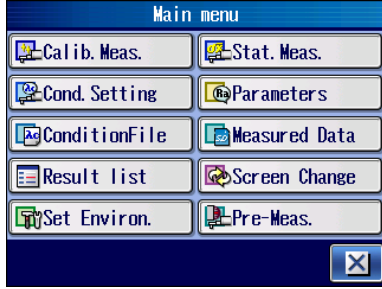 Main menu
Calib. Meas.
Stat. Meas.
Cond. Setting
Parameters
ConditionFile
Measured Data
Result list
Screen Change
Set Environ.
Pre-Meas.